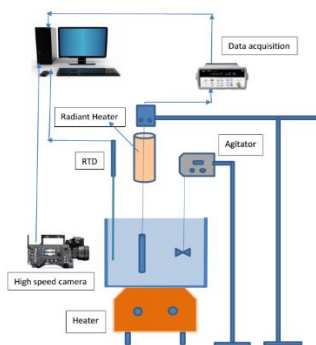 Data acquisition
Radiant Heater
Agitator
RTD
High speed camera
Heater